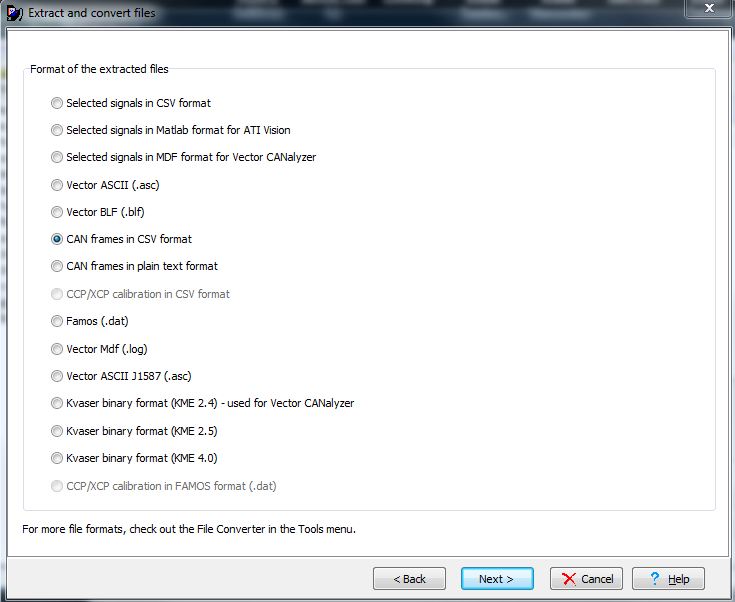 Extract and convert files
X
Format of the extracted files
Selected signals in CSV format
Selected signals in Matlab format for ATI Vision
Selected signals in MDF format for Vector CANalyzer
Vector ASCII (.asc)
Vector BLF (.blf)
CAN frames in CSV format
CAN frames in plain text format
CCP/XCP calibration in CSV format
Famos (.dat)
Vector Mdf (.log)
Vector ASCII J1587 (.asc)
Kvaser binary format (KME 2.4) - used for Vector CANalyzer
Kvaser binary format (KME 2.5)
Kvaser binary format (KME 4.0)
CCP/XCP calibration in FAMOS format (.dat)
For more file formats, check out the File Converter in the Tools menu.
< Back Next > Cancel ? Help